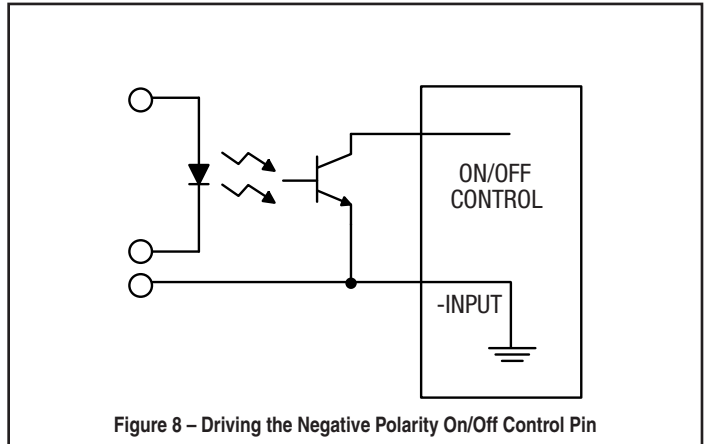 ON/OFF
CONTROL
-INPUT
Figure 8 – Driving the Negative Polarity On/Off Control Pin